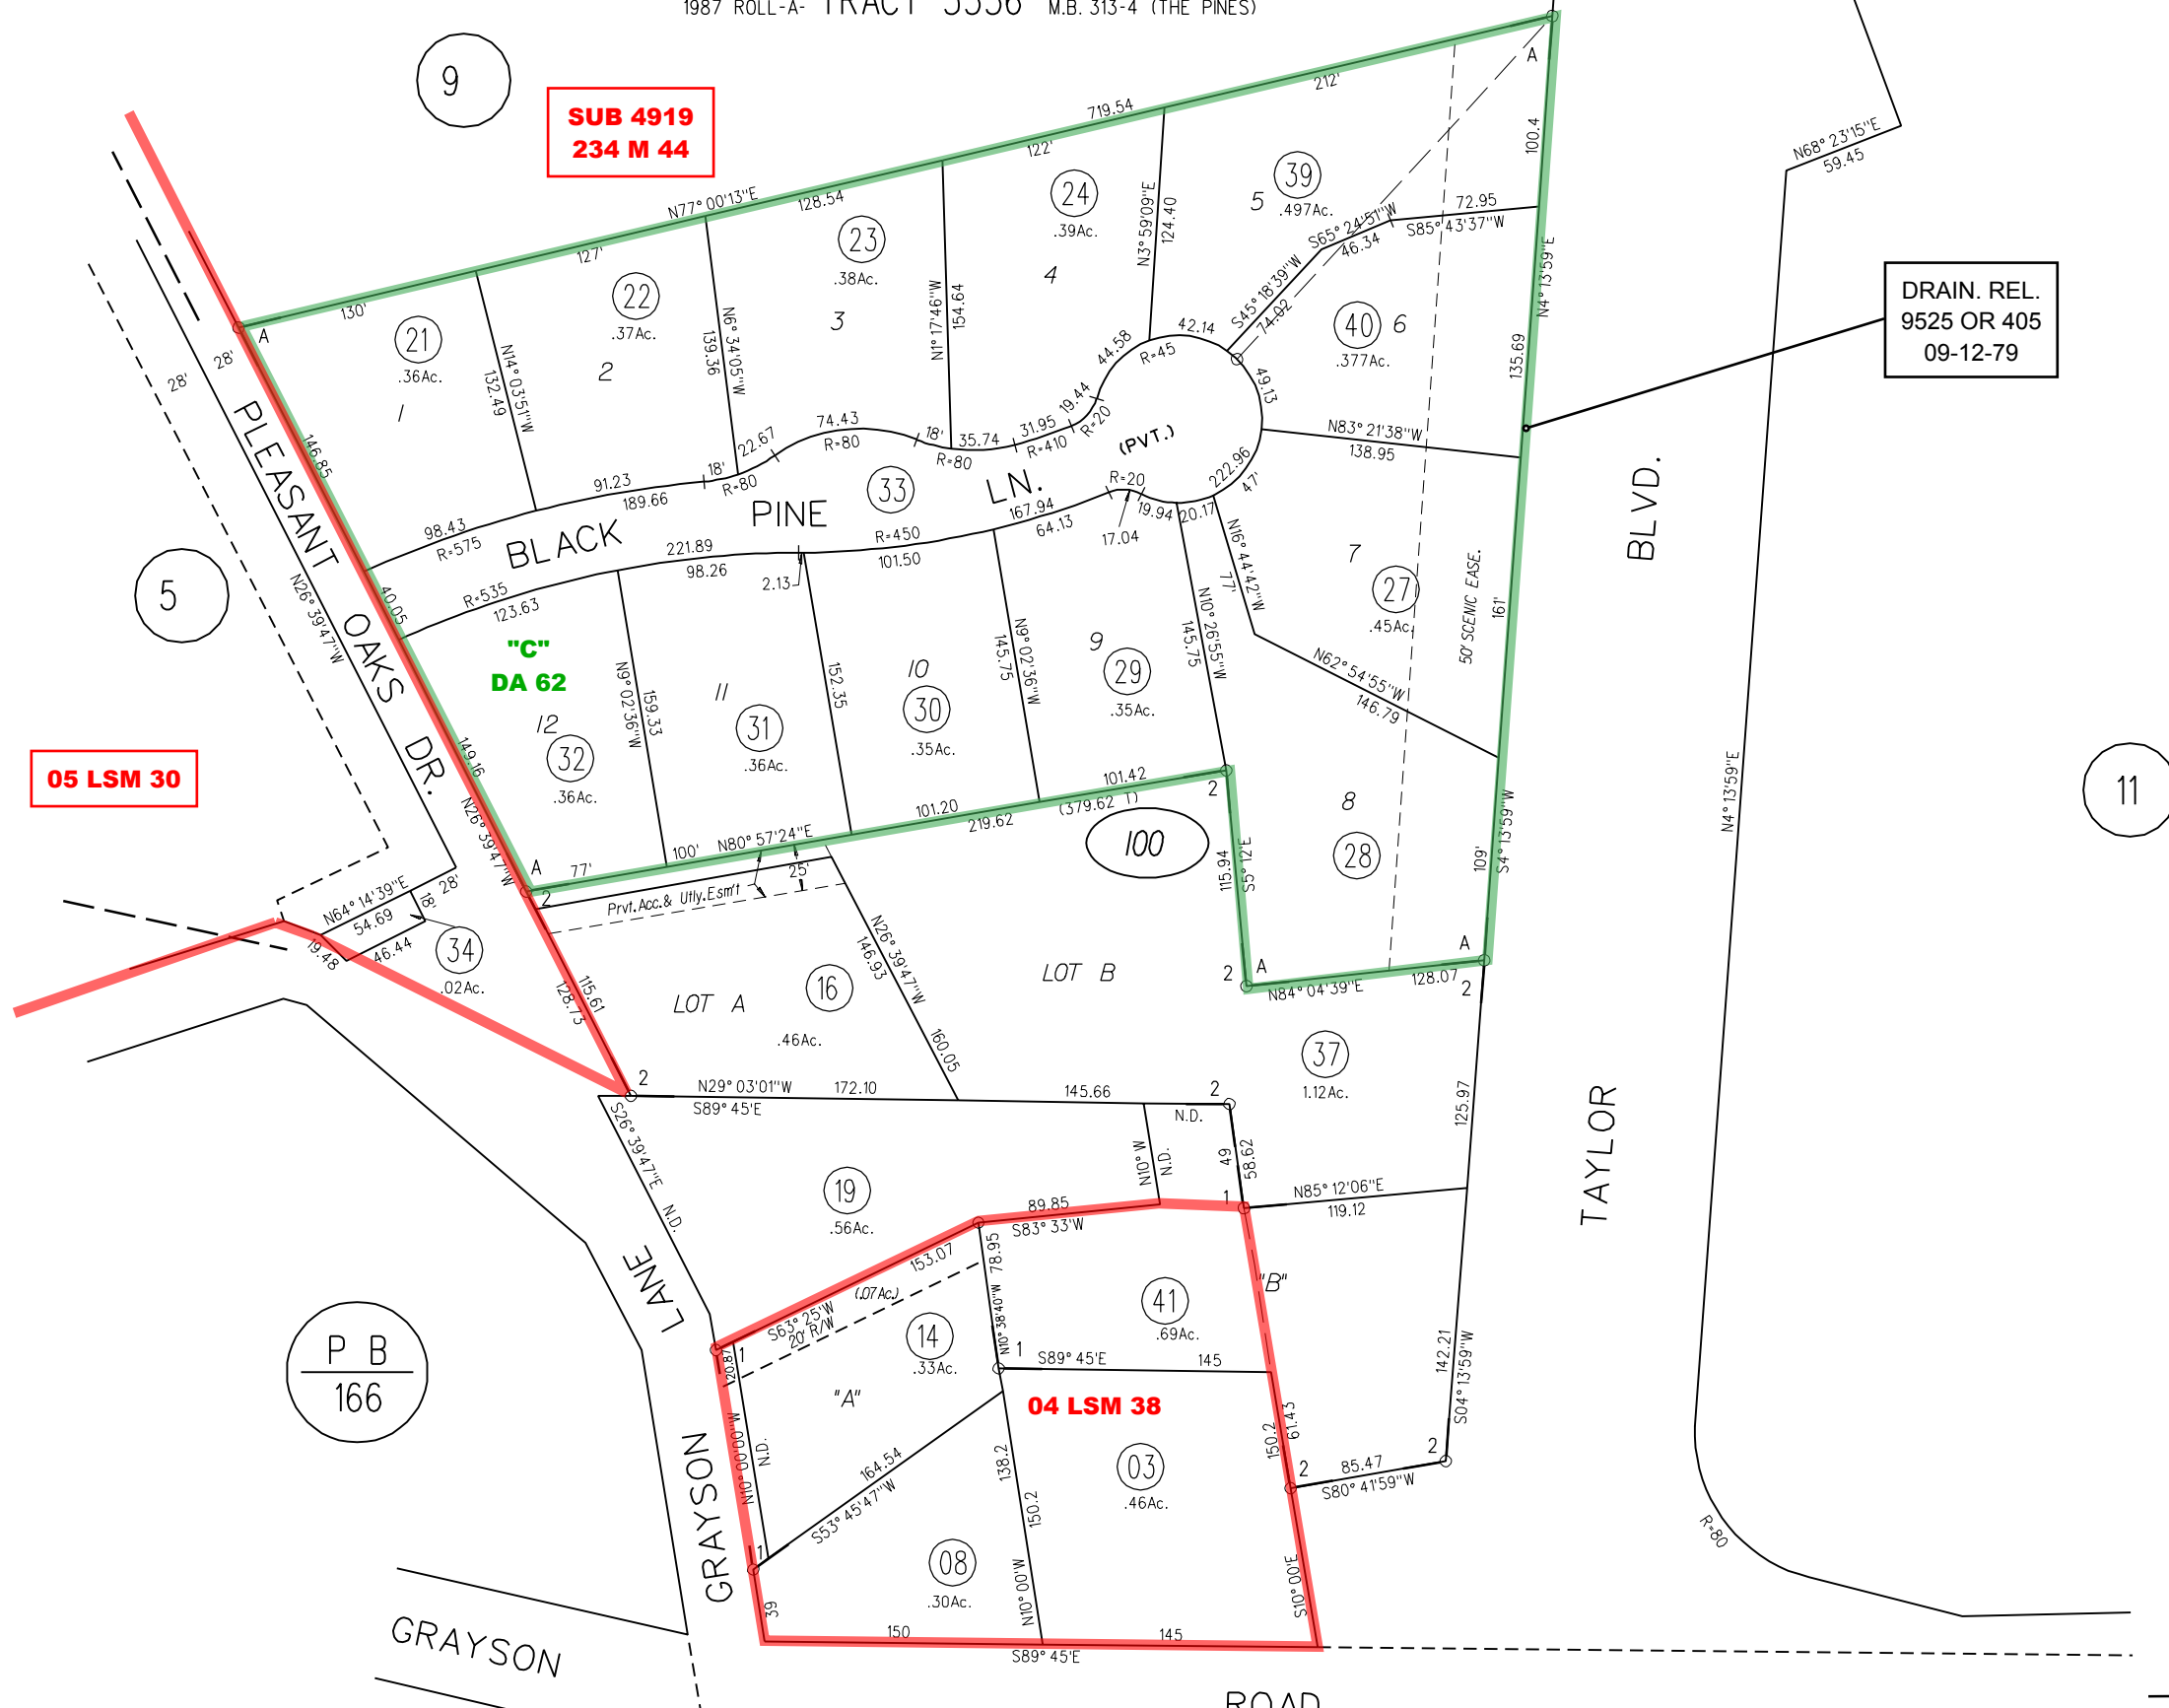 1987 ROLL-A- TRACT 5536 M.B. 313-4 (THE PINES)
9
SUB 4919
234 M 44
719.54
212'
A
100.4
N68° 23'15"E
59.45
122'
N77° 00'13"E
128.54
127'
130'
A
28'
28'
21
.36Ac.
1
N14° 03'51"W
132.49
22
.37Ac.
2
N6° 34'05"W
139.36
23
.38Ac.
3
N1° 17'46"W
154.64
24
.39Ac.
4
N3° 59'09"E
124.40
39
5
.497Ac.
S65° 24'51"W
46.34
72.95
S85° 43'37"W
S45° 18'39"W
74.02
N4° 13'59"E
135.69
40
6
.377Ac.
DRAIN. REL.
9525 OR 405
09-12-79
42.14
R=45
44.58
49.13
19.44
R=20
31.95
R=410
35.74
R=80
18'
74.43
R=80
22.67
18'
R=80
91.23
189.66
98.43
R=575
146.85
40.05
PLEASANT OAKS DR.
N26° 39'47"W
BLACK PINE LN.
(PVT.)
33
222.96
47'
N83° 21'38"W
138.95
R=20
19.94
20.17
17.04
167.94
64.13
R=450
101.50
221.89
98.26
2.13
R=535
123.63
5
"C"
DA 62
12
32
.36Ac.
149.16
N26° 39'47"W
N9° 02'36"W
159.33
11
31
.36Ac.
152.35
10
30
.35Ac.
N9° 02'36"W
145.75
9
29
.35Ac.
N10° 26'55"W
145.75
N16° 44'42"W
77'
7
27
.45Ac.
50' SCENIC EASE.
161'
N62° 54'55"W
146.79
BLVD.
05 LSM 30
11
N4° 13'59"E
8
28
109'
S4° 13'59"W
101.42
(379.62 T)
101.20
219.62
N80° 57'24"E
100'
77'
A
2
2
100
115.94
S5° 12'E
25'
Prvt.Acc.& Utly.Esm't
N64° 14'39"E
54.69
28'
18'
19.48
46.44
34
.02Ac.
115.61
128.73
LOT A
16
.46Ac.
N26° 39'47"W
146.93
160.05
LOT B
2
A
N84° 04'39"E
128.07
A
2
37
1.12Ac.
125.97
2
N29° 03'01"W
172.10
S89° 45'E
145.66
2
N.D.
N10° W
N.D.
49
58.62
1
N85° 12'06"E
119.12
TAYLOR
S26° 39'47"E
N.D.
19
.56Ac.
89.85
S83° 33'W
153.07
S63° 25'W
20' R/W
(.07Ac.)
78.95
N10° 38'40"W
41
.69Ac.
"B"
LANE
P B
166
1
20.87
14
.33Ac.
"A"
1
S89° 45'E
145
04 LSM 38
142.21
S04° 13'59"W
N10° 00'00"W
N.D.
164.54
S53° 45'47"W
138.2
150.2
03
.46Ac.
150.2
61.43
2
85.47
S80° 41'59"W
2
R=80
1
39
08
.30Ac.
N10° 00'W
S10° 00'E
150
145
S89° 45'E
GRAYSON
GRAYSON
ROAD